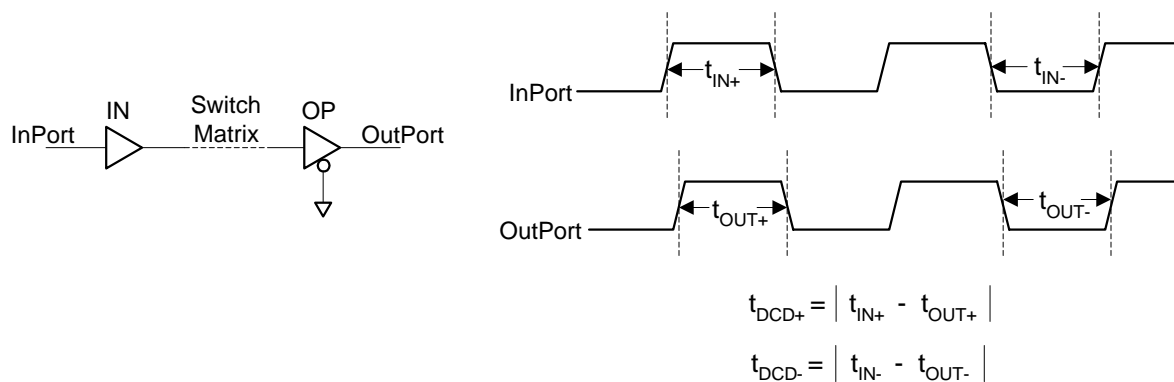 IN
Switch
Matrix
OP
InPort
OutPort
InPort
tIN+
tIN-
OutPort
tOUT+
tOUT-
tDCD+ = | tIN+ - tOUT+ |
tDCD- = | tIN- - tOUT- |